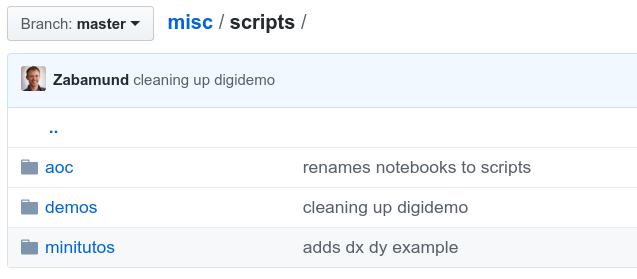 Branch: master misc / scripts /
Zabamund cleaning up digidemo
..
aoc renames notebooks to scripts
demos cleaning up digidemo
minitutos adds dx dy example